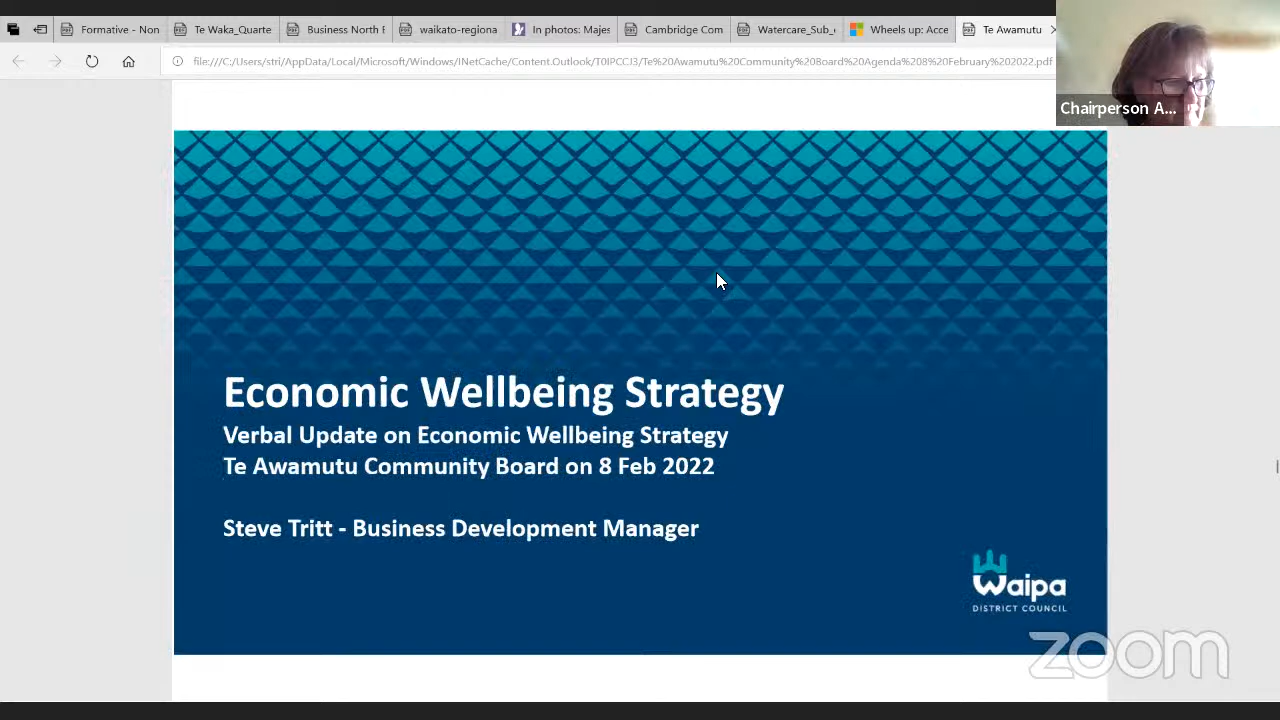 Formative - Non
Te Waka_Quarte
Business North F
waikato-regiona
In photos: Majes
Cambridge Com
Watercare_Sub_
Wheels up: Acce
Te Awamutu
file:///C:/Users/stri/AppData/Local/Microsoft/Windows/INetCache/Content.Outlook/T0IPCCJ3/Te%20Awamutu%20Community%20Board%20Agenda%208%20February%202022.pdf
Chairperson A...
Economic Wellbeing Strategy
Verbal Update on Economic Wellbeing Strategy
Te Awamutu Community Board on 8 Feb 2022
Steve Tritt - Business Development Manager
Waipa
DISTRICT COUNCIL
zoom